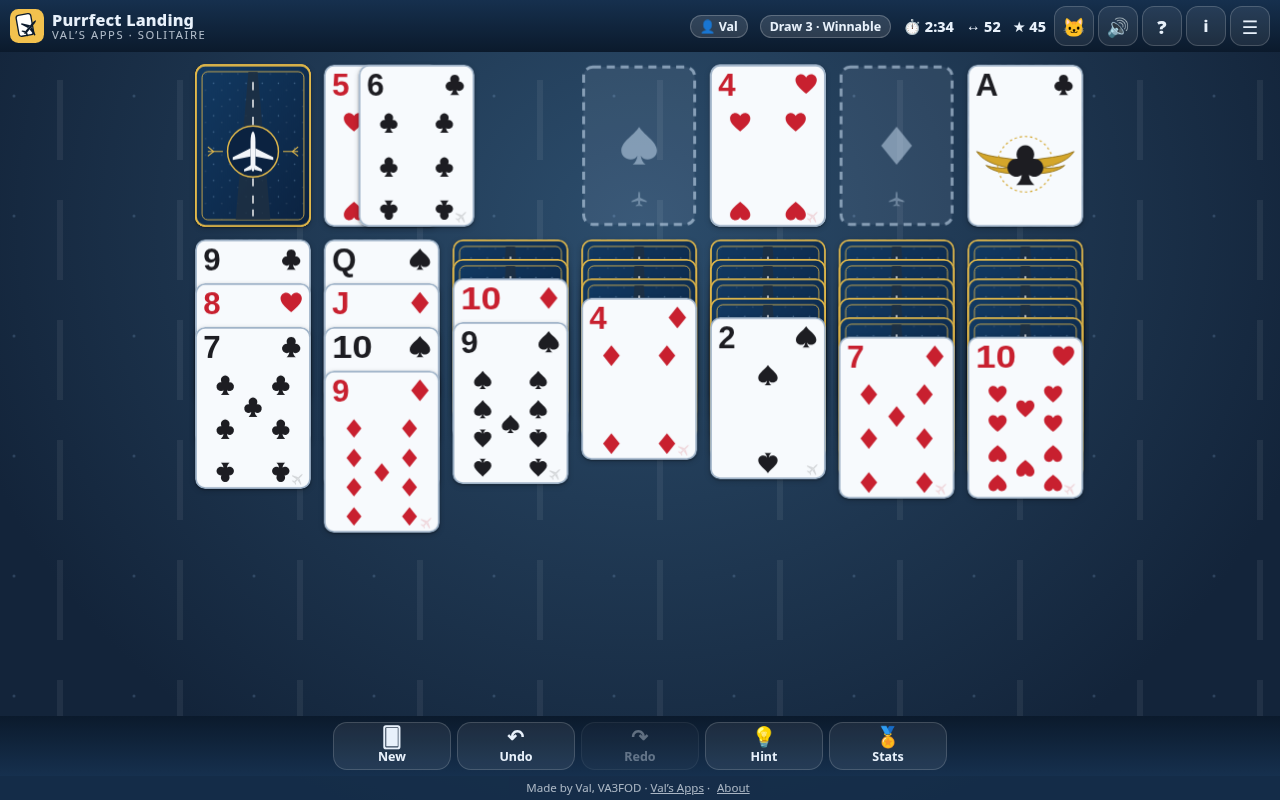 Purrfect Landing
VAL'S APPS · SOLITAIRE
Val
Draw 3 · Winnable
2:34
↔ 52
★ 45
?
i
☰
5
6
4
A
9
8
7
Q
J
10
9
10
9
4
2
7
10
New
Undo
Redo
Hint
Stats
Made by Val, VA3FOD · Val's Apps · About